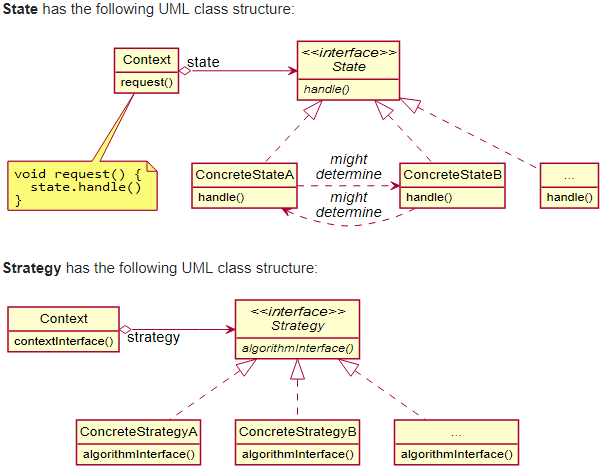 State has the following UML class structure:
Context
request()
state
<<interface>>
State
handle()
void request() {
  state.handle()
}
ConcreteStateA
handle()
might
determine
might
determine
ConcreteStateB
handle()
...
handle()
Strategy has the following UML class structure:
Context
contextInterface()
strategy
<<interface>>
Strategy
algorithmInterface()
ConcreteStrategyA
algorithmInterface()
ConcreteStrategyB
algorithmInterface()
...
algorithmInterface()